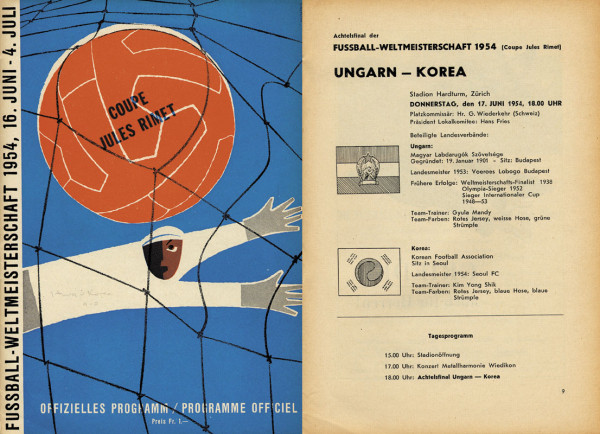 FUSSBALL-WELTMEISTERSCHAFT 1954, 16. JUNI - 4. JULI
COUPE
JULES RIMET
OFFIZIELLES PROGRAMM / PROGRAMME OFFICIEL
Preis Fr. 1.—
Achtelsfinal der
FUSSBALL-WELTMEISTERSCHAFT 1954 (Coupe Jules Rimet)
UNGARN — KOREA
Stadion Hardturm, Zürich
DONNERSTAG, den 17. JUNI 1954, 18.00 UHR
Platzkommissär: Hr. G. Wiederkehr (Schweiz)
Präsident Lokalkomitee: Hans Fries
Beteiligte Landesverbände:
Ungarn:
Magyar Labdarugók Szövetsége
Gegründet: 19. Januar 1901 - Sitz: Budapest
Landesmeister 1953: Voeroes Lobogo Budapest
Frühere Erfolge: Weltmeisterschafts-Finalist 1938
Olympia-Sieger 1952
Sieger Internationaler Cup
1948—53
Team-Trainer: Gyula Mandy
Team-Farben: Rotes Jersey, weisse Hose, grüne
Strümpfe
Korea:
Korean Football Association
Sitz in Seoul
Landesmeister 1954: Seoul FC
Team-Trainer: Kim Yong Shik
Team-Farben: Rotes Jersey, blaue Hose, blaue
Strümpfe
Tagesprogramm
15.00 Uhr: Stadionöffnung
17.00 Uhr: Konzert Metallharmonie Wiedikon
18.00 Uhr: Achtelsfinal Ungarn — Korea
9